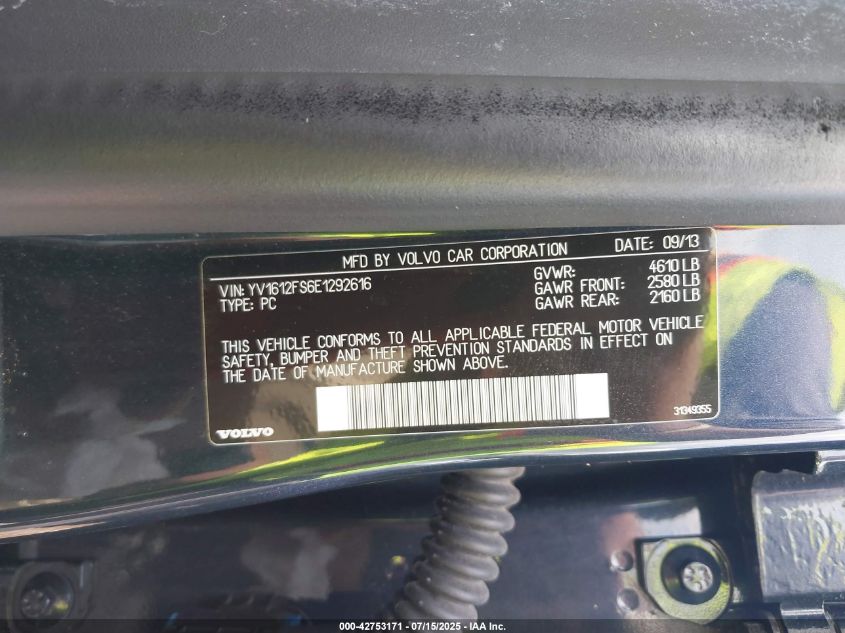 MFD BY VOLVO CAR CORPORATION DATE: 09/13
VIN: YV1612FS6E1292616 GVWR: 4610 LB
TYPE: PC GAWR FRONT: 2580 LB
GAWR REAR: 2160 LB
THIS VEHICLE CONFORMS TO ALL APPLICABLE FEDERAL MOTOR VEHICLE
SAFETY, BUMPER AND THEFT PREVENTION STANDARDS IN EFFECT ON
THE DATE OF MANUFACTURE SHOWN ABOVE.
VOLVO 31349355
000-42753171 - 07/15/2025 - IAA Inc.